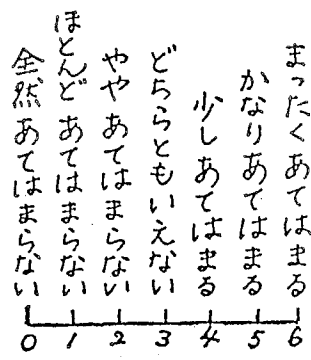 全然あてはまらない
ほとんどあてはまらない
ややあてはまらない
どちらともいえない
少しあてはまる
かなりあてはまる
まったくあてはまる
0 1 2 3 4 5 6